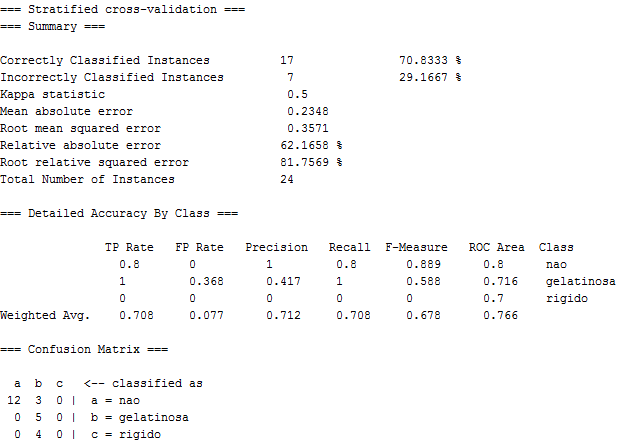 === Stratified cross-validation ===
=== Summary ===
Correctly Classified Instances 17 70.8333 %
Incorrectly Classified Instances 7 29.1667 %
Kappa statistic 0.5
Mean absolute error 0.2348
Root mean squared error 0.3571
Relative absolute error 62.1658 %
Root relative squared error 81.7569 %
Total Number of Instances 24
=== Detailed Accuracy By Class ===
TP Rate FP Rate Precision Recall F-Measure ROC Area Class
0.8 0 1 0.8 0.889 0.8 nao
1 0.368 0.417 1 0.588 0.716 gelatinosa
0 0 0 0 0 0.7 rigido
Weighted Avg. 0.708 0.077 0.712 0.708 0.678 0.766
=== Confusion Matrix ===
a b c <-- classified as
12 3 0 | a = nao
0 5 0 | b = gelatinosa
0 4 0 | c = rigido